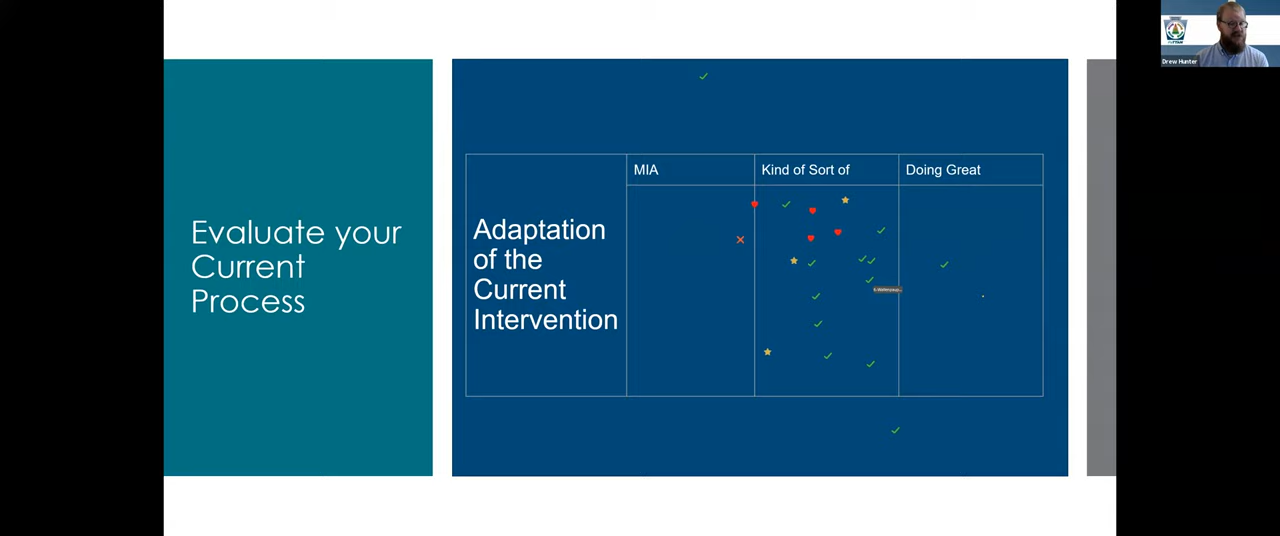 Drew Hunter
Evaluate your
Current
Process
MIA
Kind of Sort of
Doing Great
Adaptation
of the
Current
Intervention